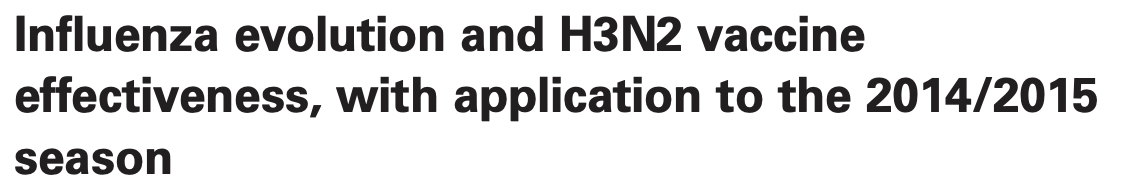 Influenza evolution and H3N2 vaccine
effectiveness, with application to the 2014/2015
season